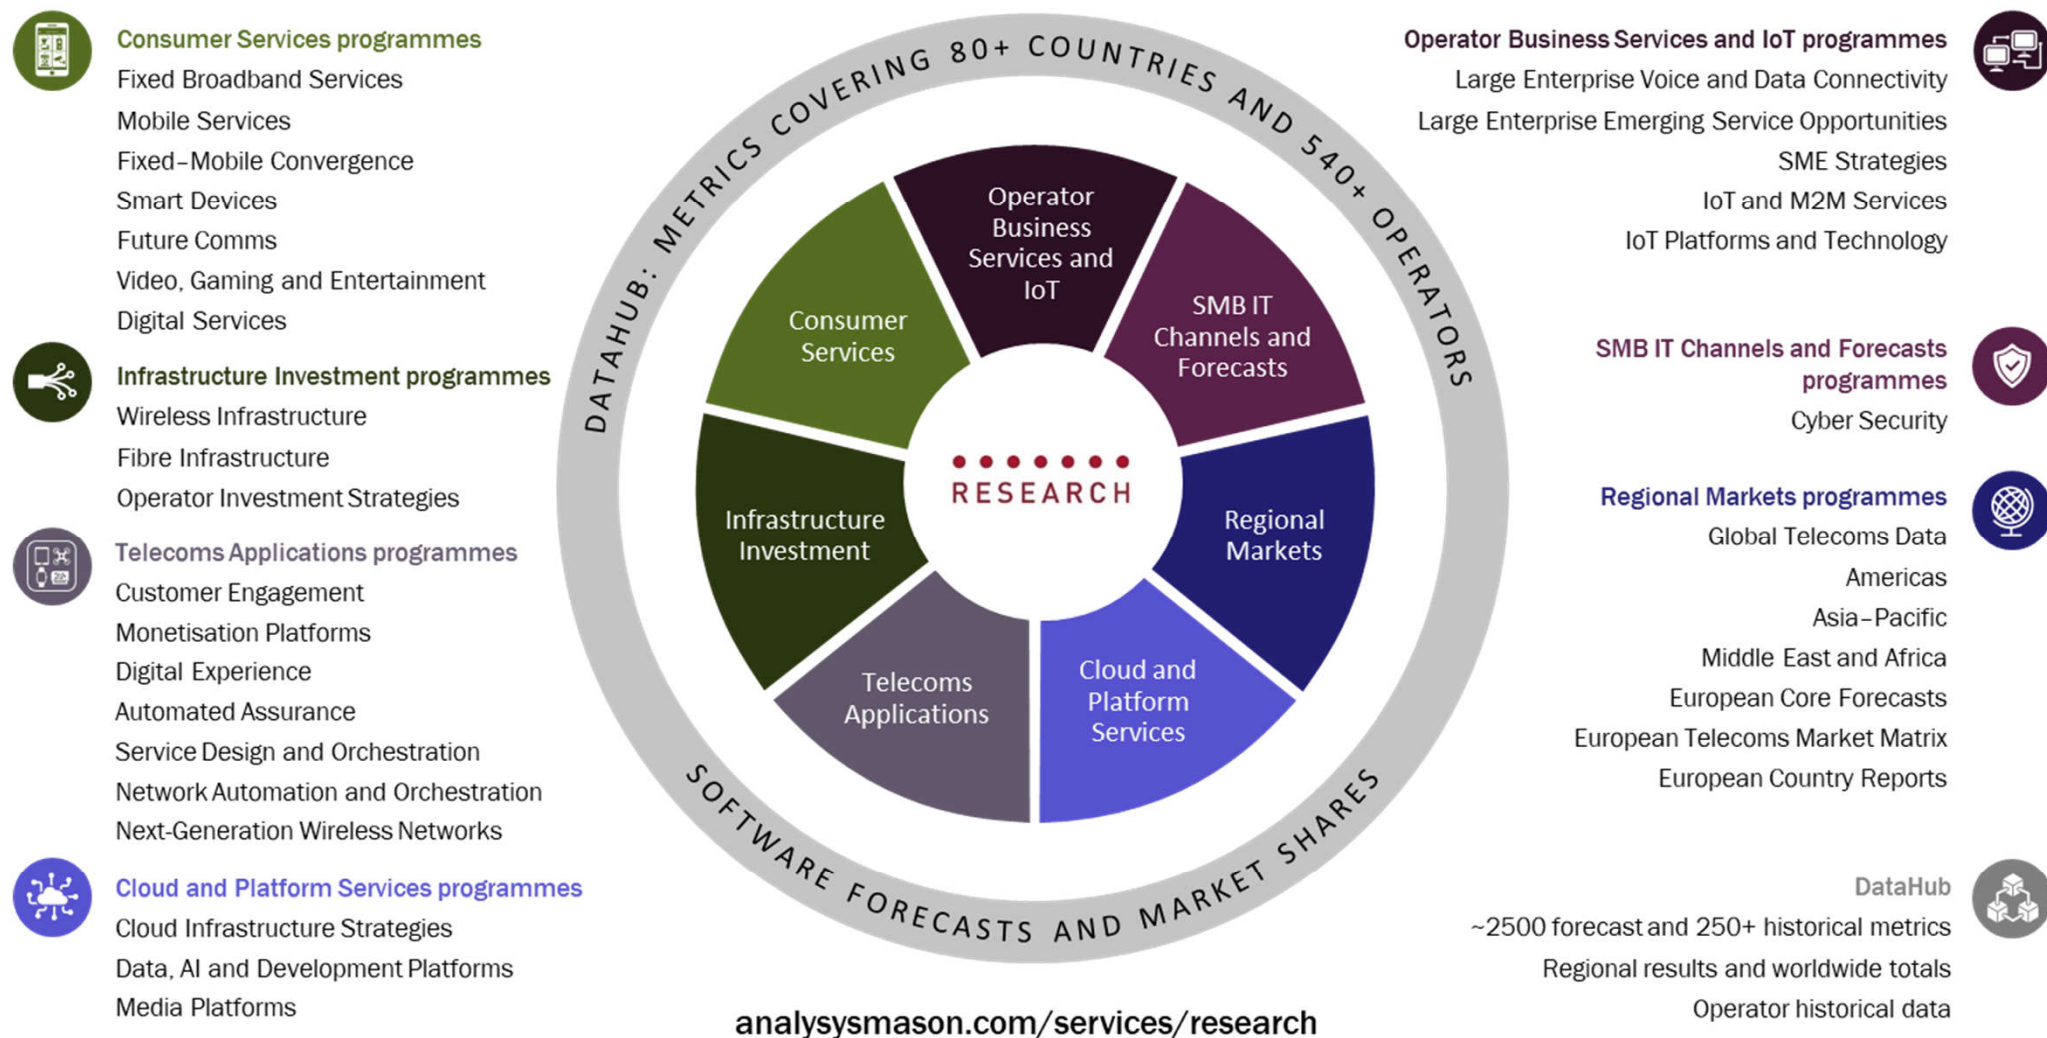 Consumer Services programmes
Fixed Broadband Services
Mobile Services
Fixed–Mobile Convergence
Smart Devices
Future Comms
Video, Gaming and Entertainment
Digital Services
Infrastructure Investment programmes
Wireless Infrastructure
Fibre Infrastructure
Operator Investment Strategies
Telecoms Applications programmes
Customer Engagement
Monetisation Platforms
Digital Experience
Automated Assurance
Service Design and Orchestration
Network Automation and Orchestration
Next-Generation Wireless Networks
Cloud and Platform Services programmes
Cloud Infrastructure Strategies
Data, AI and Development Platforms
Media Platforms
DATAHUB: METRICS COVERING 80+ COUNTRIES AND 540+ OPERATORS
Operator
Business
Services and
IoT
Consumer
Services
SMB IT
Channels and
Forecasts
RESEARCH
Infrastructure
Investment
Regional
Markets
Telecoms
Applications
Cloud and
Platform
Services
SOFTWARE FORECASTS AND MARKET SHARES
analysysmason.com/services/research
Operator Business Services and IoT programmes
Large Enterprise Voice and Data Connectivity
Large Enterprise Emerging Service Opportunities
SME Strategies
IoT and M2M Services
IoT Platforms and Technology
SMB IT Channels and Forecasts
programmes
Cyber Security
Regional Markets programmes
Global Telecoms Data
Americas
Asia–Pacific
Middle East and Africa
European Core Forecasts
European Telecoms Market Matrix
European Country Reports
DataHub
~2500 forecast and 250+ historical metrics
Regional results and worldwide totals
Operator historical data